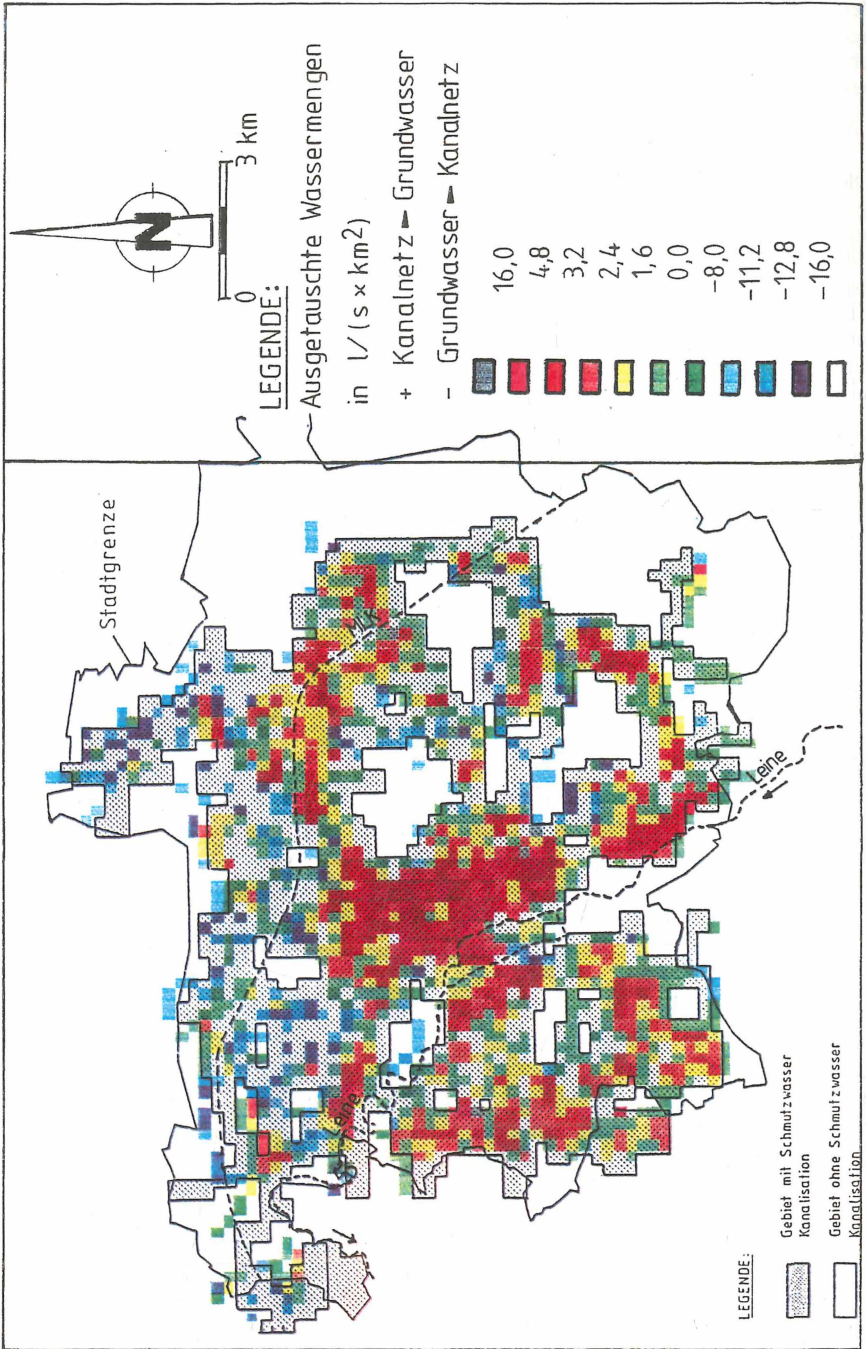 Stadtgrenze
MLK
Leine
Leine
N
0
3 km
LEGENDE:
Ausgetauschte Wassermengen
in l/(s x km²)
+ Kanalnetz ► Grundwasser
- Grundwasser ► Kanalnetz
16,0
4,8
3,2
2,4
1,6
0,0
-8,0
-11,2
-12,8
-16,0
LEGENDE:
Gebiet mit Schmutzwasser
Kanalisation
Gebiet ohne Schmutzwasser
Kanalisation